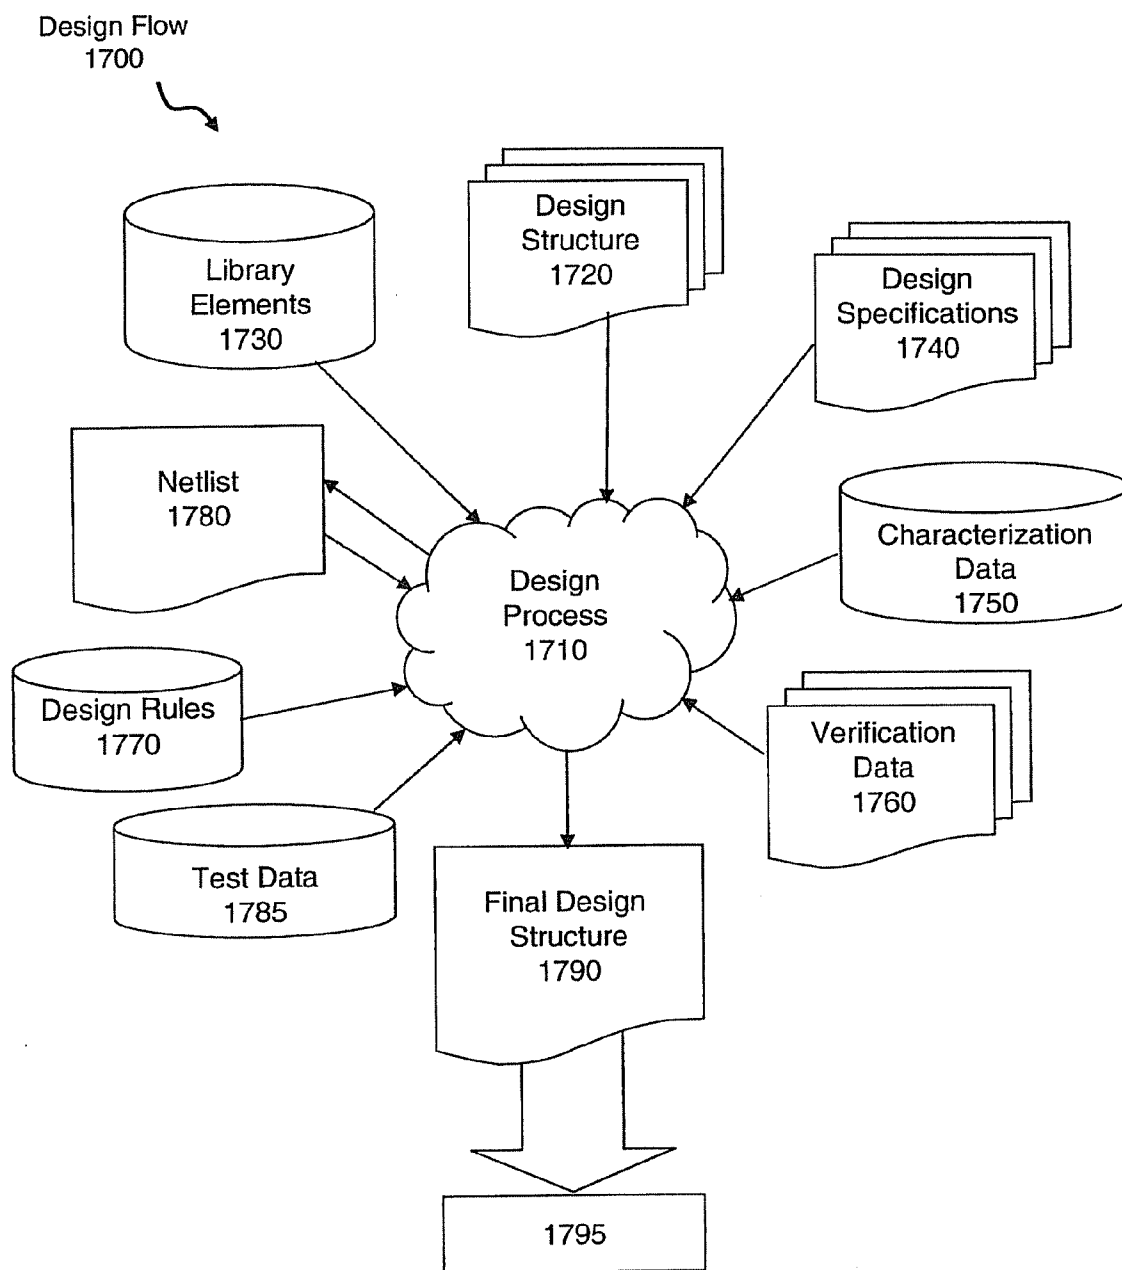 Design Flow
1700
Design
Structure
1720
Library
Elements
1730
Design
Specifications
1740
Netlist
1780
Characterization
Data
1750
Design
Process
1710
Design Rules
1770
Verification
Data
1760
Test Data
1785
Final Design
Structure
1790
1795